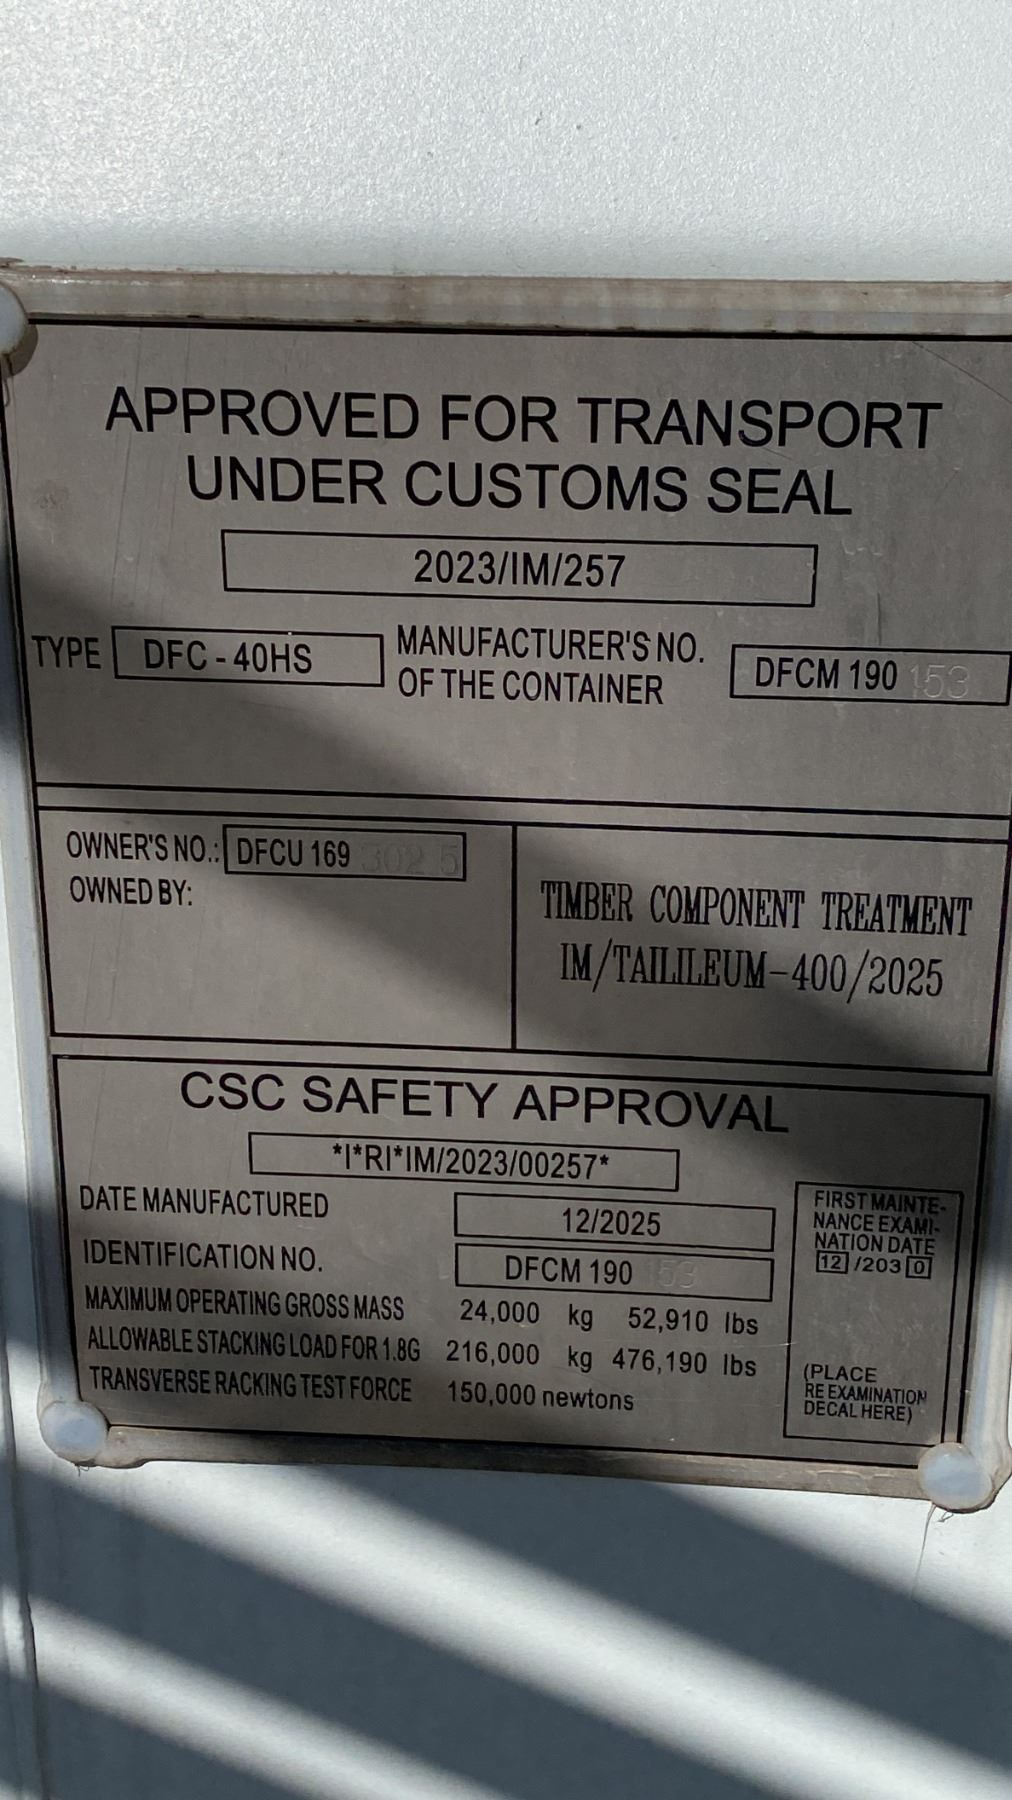 APPROVED FOR TRANSPORT
UNDER CUSTOMS SEAL
2023/IM/257
TYPE DFC-40HS
MANUFACTURER'S NO.
OF THE CONTAINER
DFCM 190 153
OWNER'S NO.: DFCU 169 302 5
OWNED BY:
TIMBER COMPONENT TREATMENT
IM/TAILILEUM-400/2025
CSC SAFETY APPROVAL
*I*RI*IM/2023/00257*
DATE MANUFACTURED 12/2025
IDENTIFICATION NO. DFCM 190
MAXIMUM OPERATING GROSS MASS 24,000 kg 52,910 lbs
ALLOWABLE STACKING LOAD FOR 1.8G 216,000 kg 476,190 lbs
TRANSVERSE RACKING TEST FORCE 150,000 newtons
FIRST MAINTE-
NANCE EXAMI-
NATION DATE
12/2030
(PLACE
RE EXAMINATION
DECAL HERE)